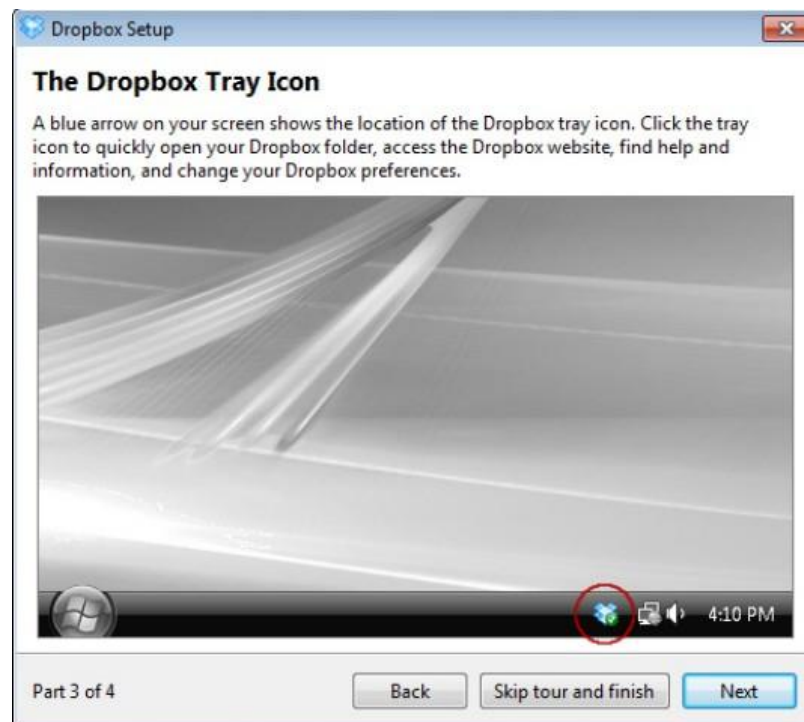 Dropbox Setup
The Dropbox Tray Icon
A blue arrow on your screen shows the location of the Dropbox tray icon. Click the tray
icon to quickly open your Dropbox folder, access the Dropbox website, find help and
information, and change your Dropbox preferences.
4:10 PM
Part 3 of 4
Back
Skip tour and finish
Next